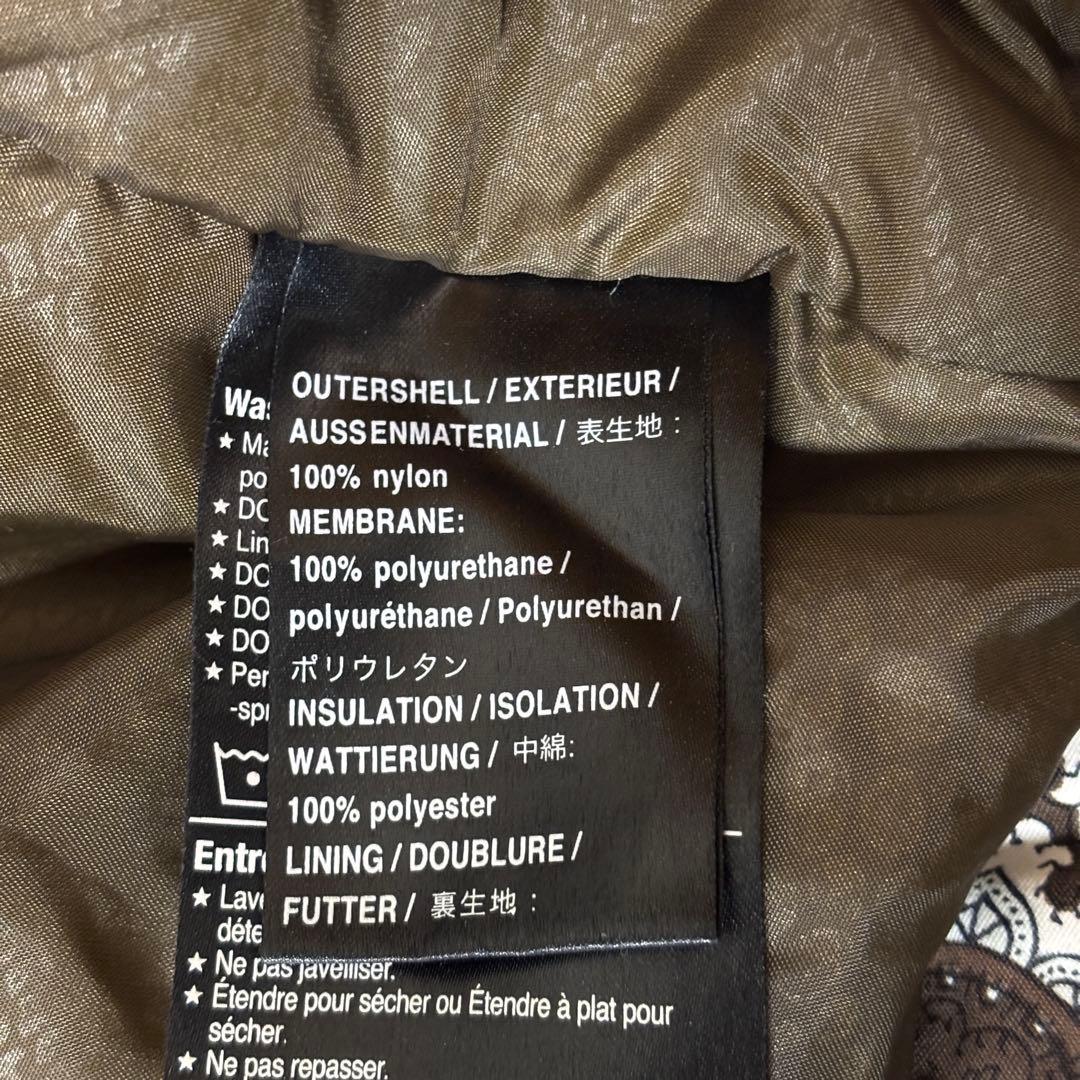 OUTERSHELL / EXTERIEUR /
AUSSENMATERIAL / 表生地 :
100% nylon
MEMBRANE:
100% polyurethane /
polyuréthane / Polyurethan /
ポリウレタン
INSULATION / ISOLATION /
WATTIERUNG / 中綿:
100% polyester
LINING / DOUBLURE /
FUTTER / 裏生地 :
★ Ne pas javelliser.
★ Étendre pour sécher ou Étendre à plat pour
sécher.
★ Ne pas repasser.